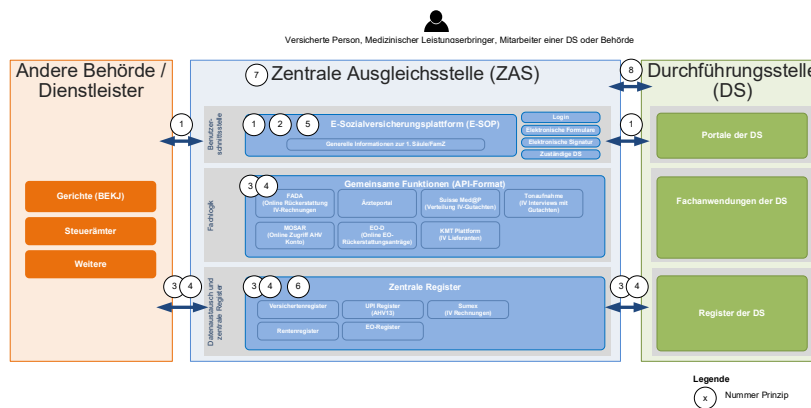 Versicherte Person, Medizinischer Leistungserbringer, Mitarbeiter einer DS oder Behörde
Andere Behörde /
Dienstleister
7
Zentrale Ausgleichsstelle (ZAS)
8
Durchführungsstelle
(DS)
1
Benutzer-
schnittstelle
1
2
5
E-Sozialversicherungsplattform (E-SOP)
Generelle Informationen zur 1. Säule/FamZ
Login
Elektronische Formulare
Elektronische Signatur
Zuständige DS
1
Portale der DS
Gerichte (BEKJ)
Steuerämter
Weitere
Fachlogik
3
4
Gemeinsame Funktionen (API-Format)
FADA
(Online Rückerstattung
IV-Rechnungen
Ärzteportal
Suisse Med@P
(Verteilung IV-Gutachten)
Tonaufnahme
(IV Interviews mit
Gutachten)
MOSAR
(Online Zugriff AHV
Konto)
EO-D
(Online EO-
Rückerstattungsanträge)
KMT Plattform
(IV Lieferanten)
Fachanwendungen der DS
3
4
Datenaustausch und
zentrale Register
3
4
6
Zentrale Register
Versichertenregister
UPI Register
(AHV13)
Sumex
(IV Rechnungen)
Rentenregister
EO-Register
3
4
Register der DS
Legende
x
Nummer Prinzip